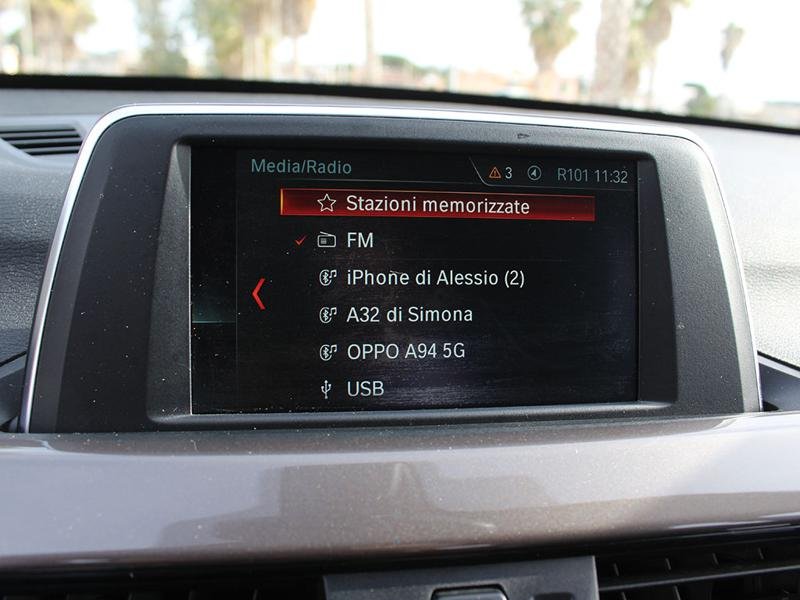 Media/Radio 3 R101 11:32
Stazioni memorizzate
FM
iPhone di Alessio (2)
A32 di Simona
OPPO A94 5G
USB